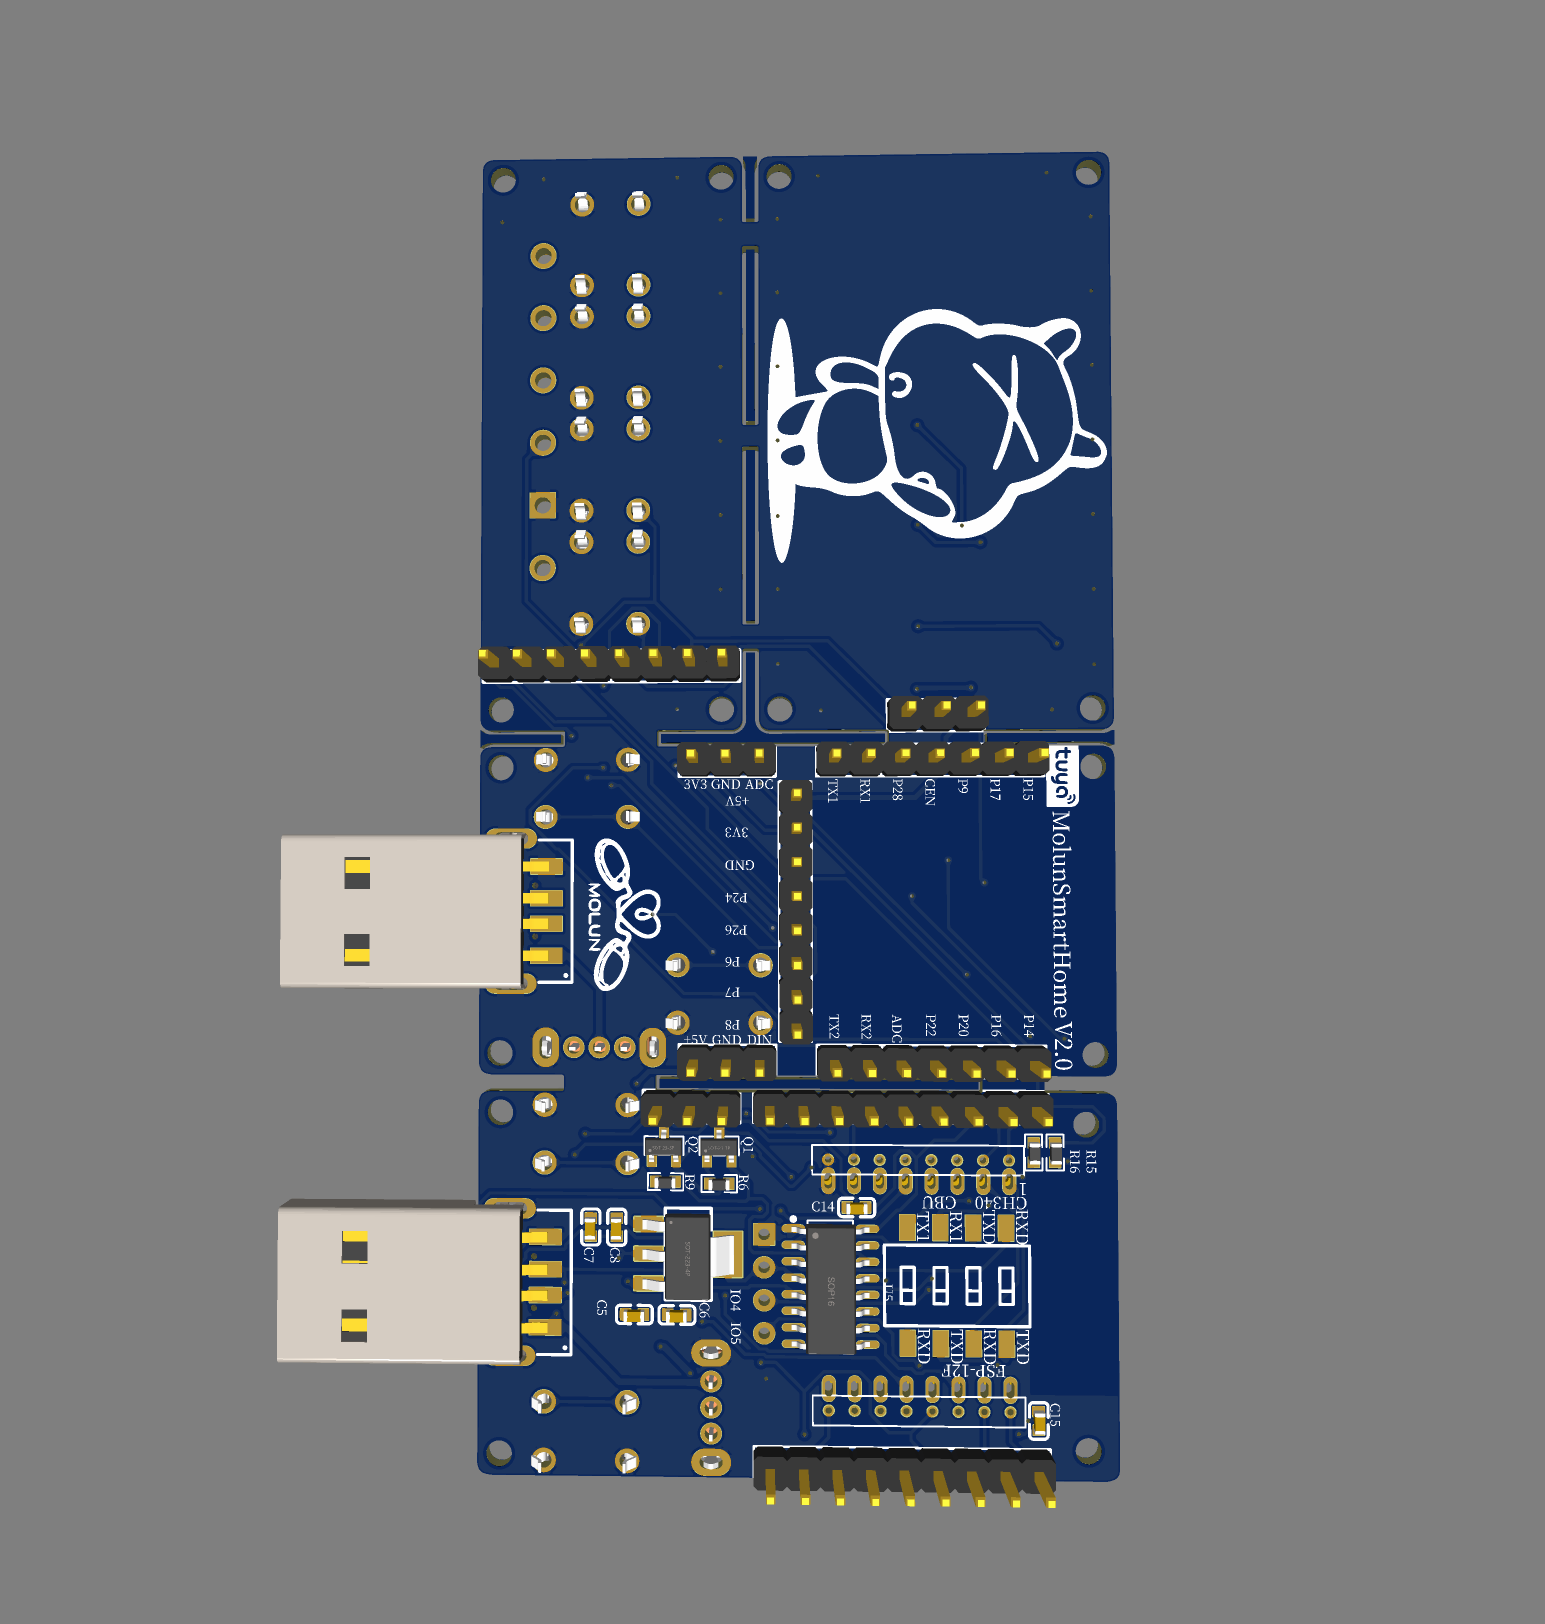 3V3 GND ADC
TX1
RX1
P28
CEN
P9
P17
P15
tuya
+5V
3V3
GND
P24
P26
P6
P7
P8
MOLUN
MolunSmartHome V2.0
+5V GND DIN
TX2
RX2
ADC
P22
P20
P16
P14
Q2
Q1
R9
R6
R16
R15
1
C14
CBU
CH340
TX1
RX1
TXD
RXD
C7
C8
SOP16
U5
C5
C6
IO4
IO5
RXD
TXD
RXD
TXD
ESP-12F
C15